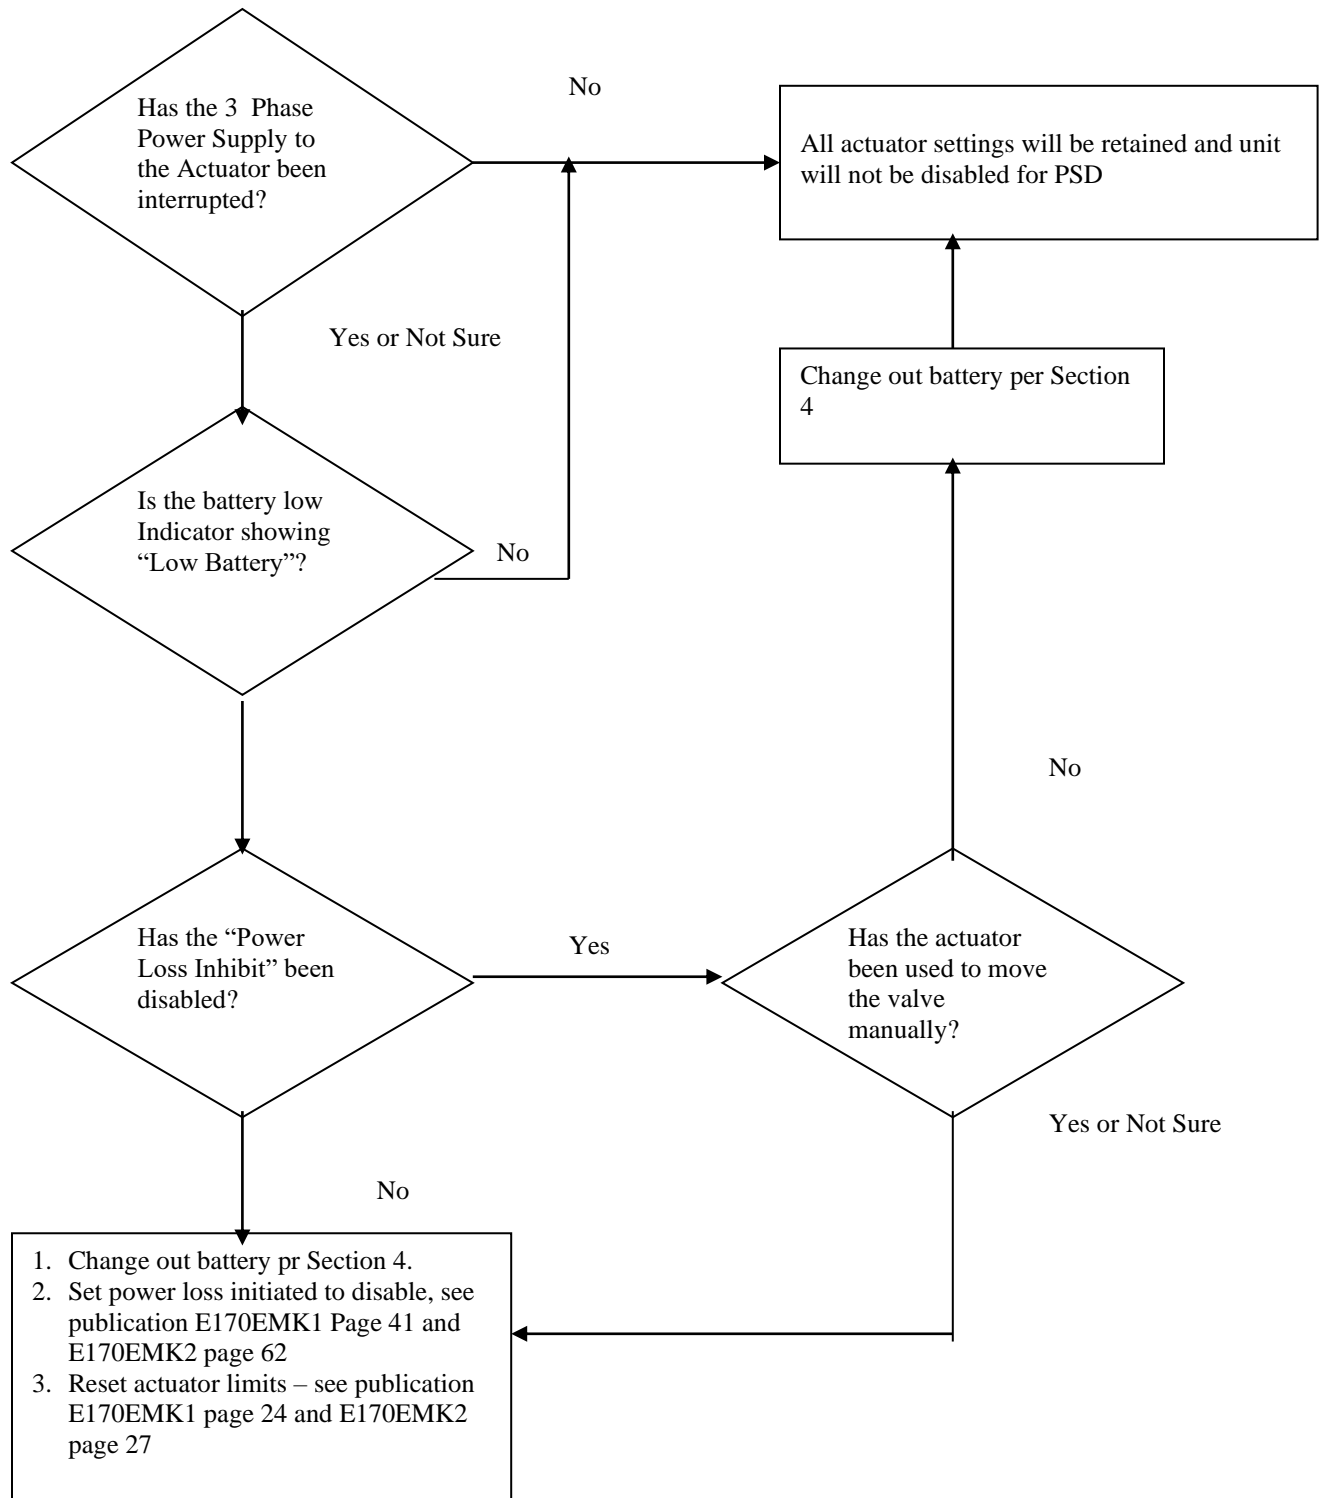 No
Has the 3  Phase
Power Supply to
the Actuator been
interrupted?
All actuator settings will be retained and unit
will not be disabled for PSD
Yes or Not Sure
Change out battery per Section
4
Is the battery low
Indicator showing
“Low Battery”?
No
No
Has the “Power
Loss Inhibit” been
disabled?
Yes
Has the actuator
been used to move
the valve
manually?
Yes or Not Sure
No
1. Change out battery pr Section 4.
2. Set power loss initiated to disable, see
publication E170EMK1 Page 41 and
E170EMK2 page 62
3. Reset actuator limits – see publication
E170EMK1 page 24 and E170EMK2
page 27